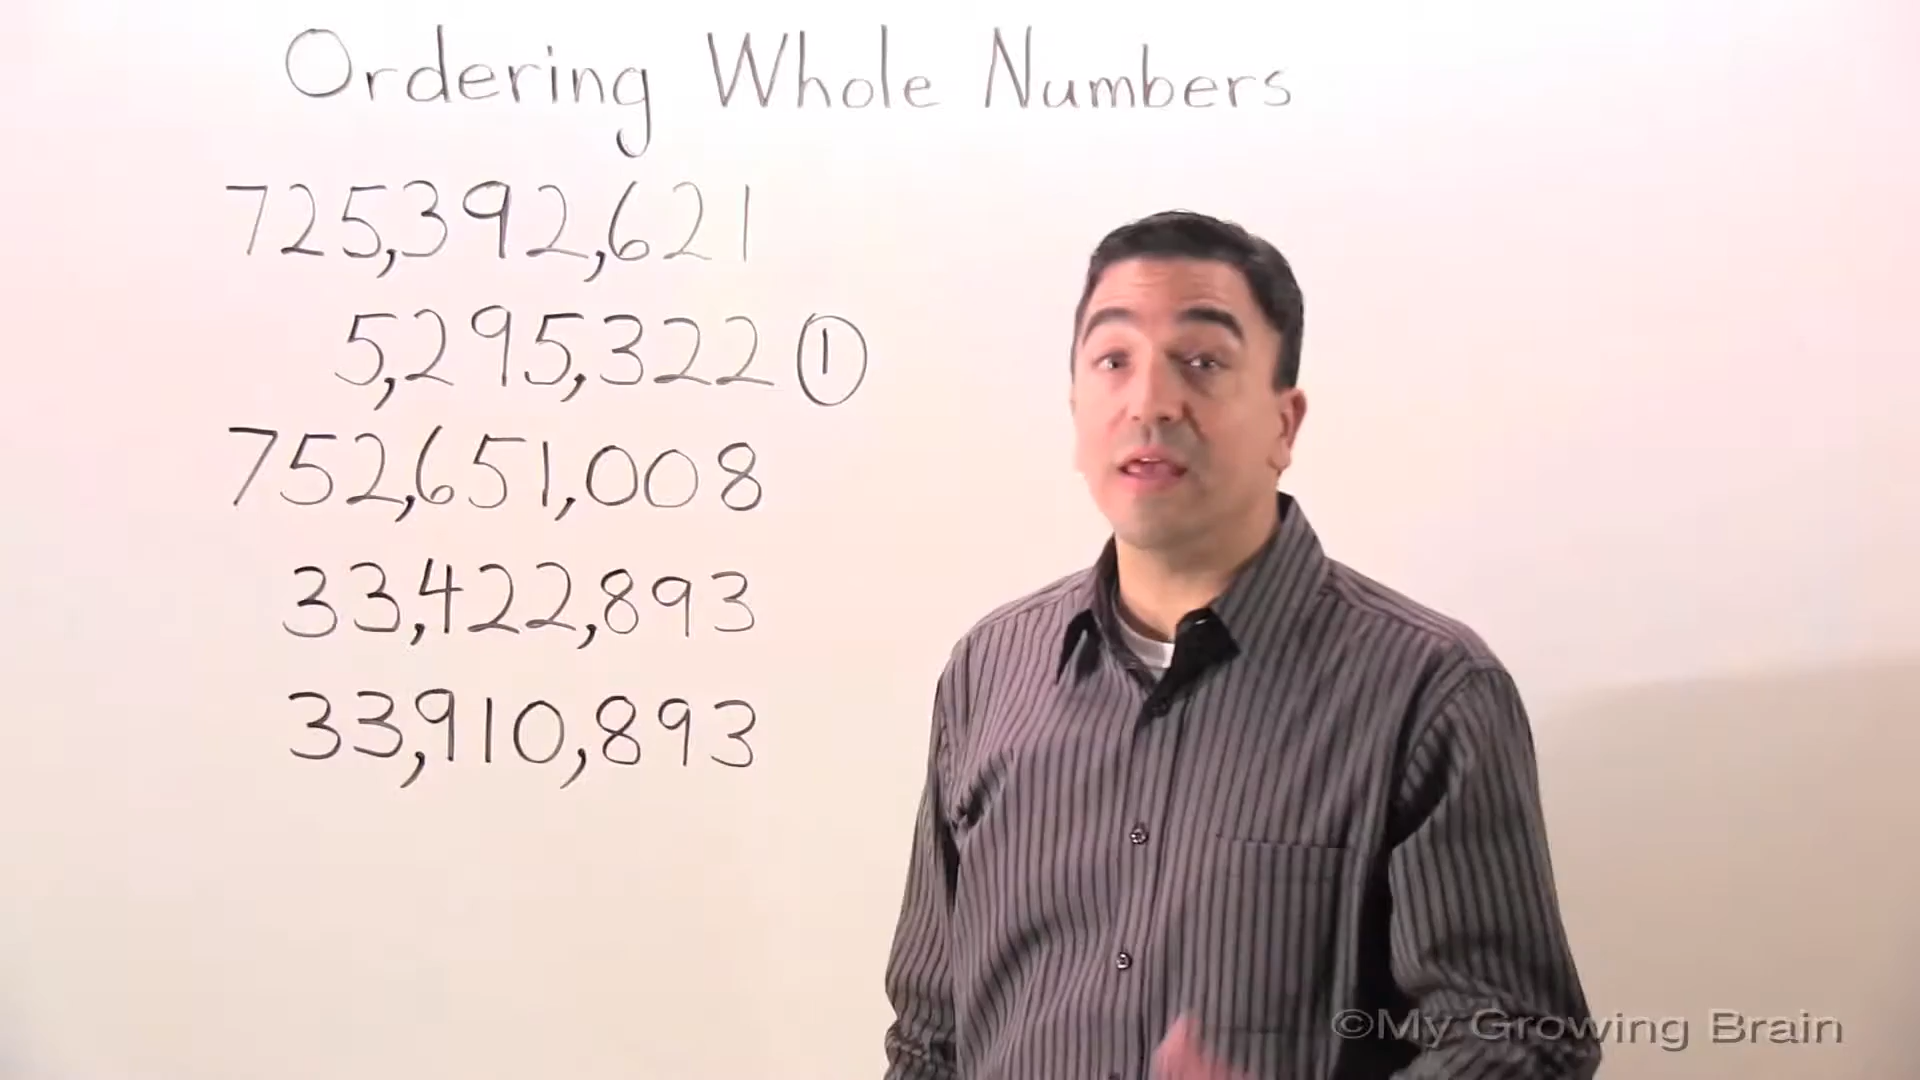 Ordering Whole Numbers
725,392,621
5,295,322 ①
752,651,008
33,422,893
33,910,893
©My Growing Brain